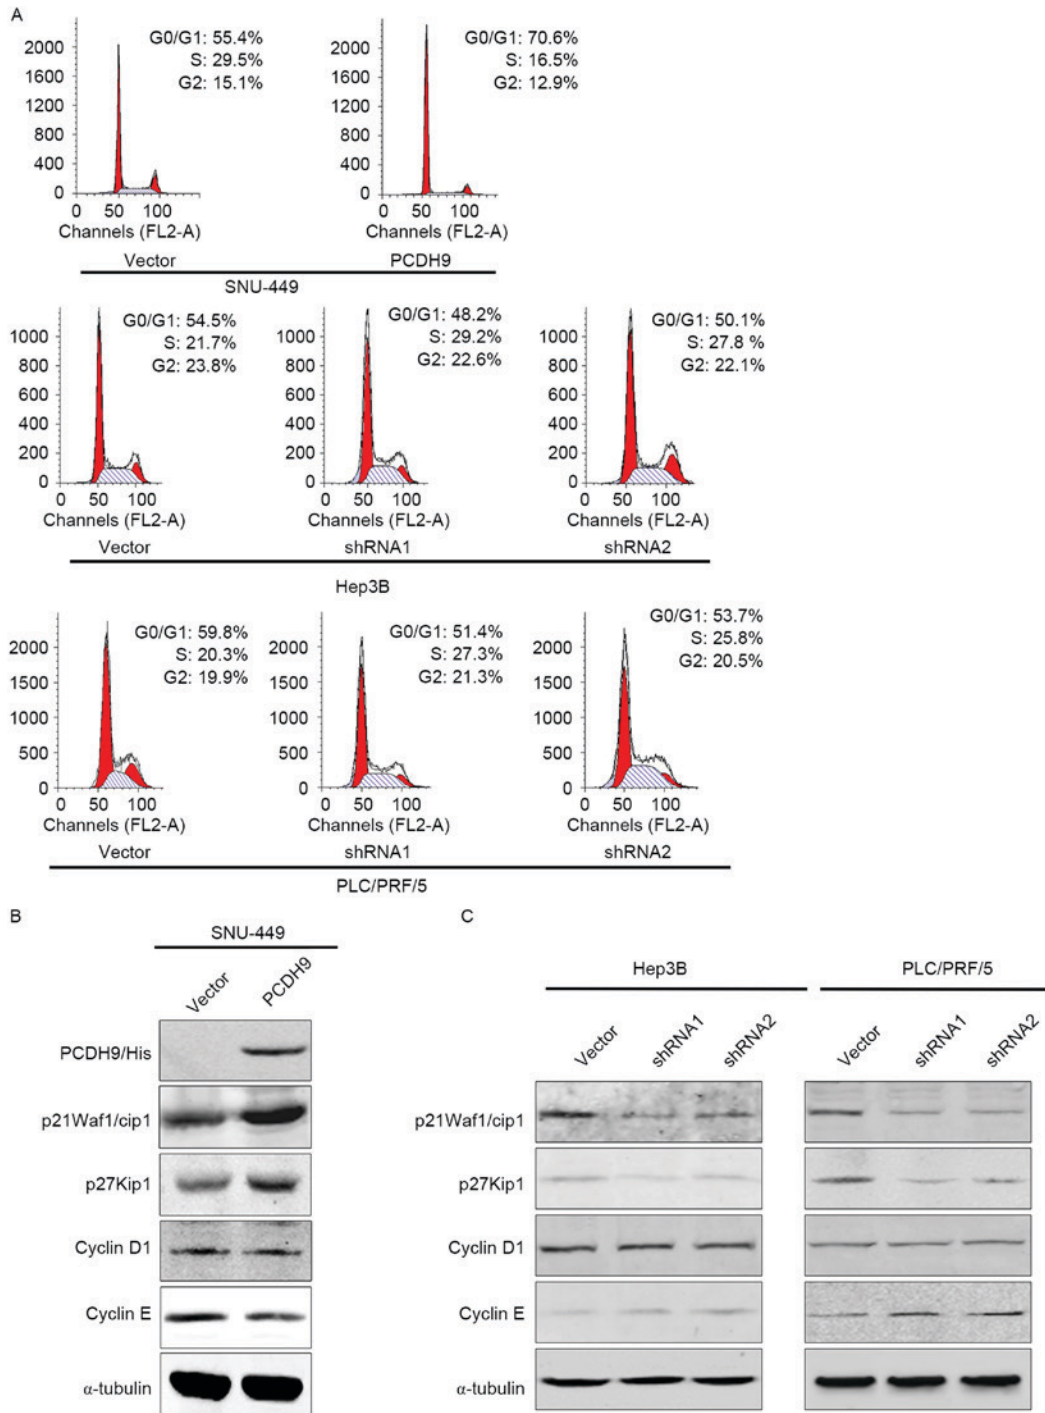 A
G0/G1: 55.4%
S: 29.5%
G2: 15.1%
2000
1600
1200
800
400
0
0 50 100
Channels (FL2-A)
Vector
G0/G1: 70.6%
S: 16.5%
G2: 12.9%
2000
1600
1200
800
400
0
0 50 100
Channels (FL2-A)
PCDH9
SNU-449
G0/G1: 54.5%
S: 21.7%
G2: 23.8%
1000
800
600
400
200
0
0 50 100
Channels (FL2-A)
Vector
G0/G1: 48.2%
S: 29.2%
G2: 22.6%
1000
800
600
400
200
0
0 50 100
Channels (FL2-A)
shRNA1
G0/G1: 50.1%
S: 27.8 %
G2: 22.1%
1000
800
600
400
200
0
0 50 100
Channels (FL2-A)
shRNA2
Hep3B
G0/G1: 59.8%
S: 20.3%
G2: 19.9%
2000
1500
1000
500
0
0 50 100
Channels (FL2-A)
Vector
G0/G1: 51.4%
S: 27.3%
G2: 21.3%
2000
1500
1000
500
0
0 50 100
Channels (FL2-A)
shRNA1
G0/G1: 53.7%
S: 25.8%
G2: 20.5%
2000
1500
1000
500
0
0 50 100
Channels (FL2-A)
shRNA2
PLC/PRF/5
B
SNU-449
Vector PCDH9
PCDH9/His
p21Waf1/cip1
p27Kip1
Cyclin D1
Cyclin E
α-tubulin
C
Hep3B PLC/PRF/5
Vector shRNA1 shRNA2 Vector shRNA1 shRNA2
p21Waf1/cip1
p27Kip1
Cyclin D1
Cyclin E
α-tubulin